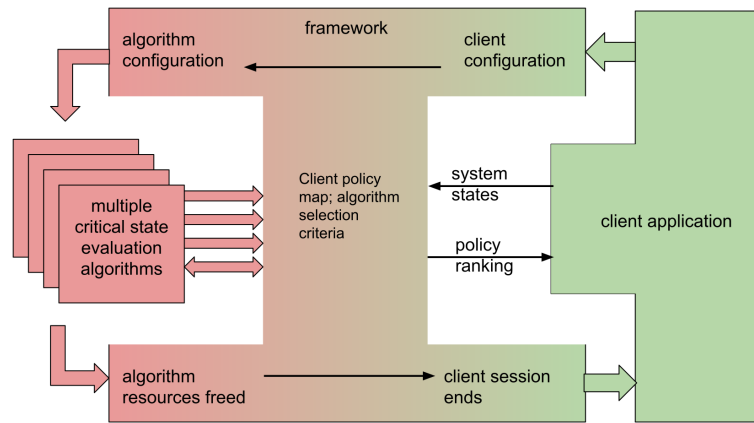 framework
algorithm
configuration
client
configuration
multiple
critical state
evaluation
algorithms
Client policy
map; algorithm
selection
criteria
system
states
policy
ranking
client application
algorithm
resources freed
client session
ends